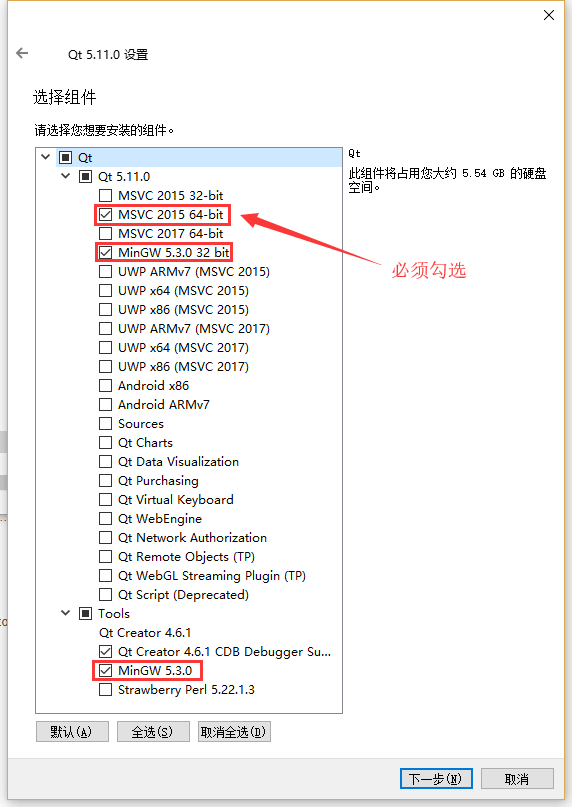 Qt 5.11.0 设置
选择组件
请选择您想要安装的组件。
Qt
Qt 5.11.0
MSVC 2015 32-bit
MSVC 2015 64-bit
MSVC 2017 64-bit
MinGW 5.3.0 32 bit
UWP ARMv7 (MSVC 2015)
UWP x64 (MSVC 2015)
UWP x86 (MSVC 2015)
UWP ARMv7 (MSVC 2017)
UWP x64 (MSVC 2017)
UWP x86 (MSVC 2017)
Android x86
Android ARMv7
Sources
Qt Charts
Qt Data Visualization
Qt Purchasing
Qt Virtual Keyboard
Qt WebEngine
Qt Network Authorization
Qt Remote Objects (TP)
Qt WebGL Streaming Plugin (TP)
Qt Script (Deprecated)
Tools
Qt Creator 4.6.1
Qt Creator 4.6.1 CDB Debugger Su...
MinGW 5.3.0
Strawberry Perl 5.22.1.3
Qt
此组件将占用您大约 5.54 GB 的硬盘
空间。
必须勾选
默认(A)
全选(S)
取消全选(D)
下一步(N)
取消